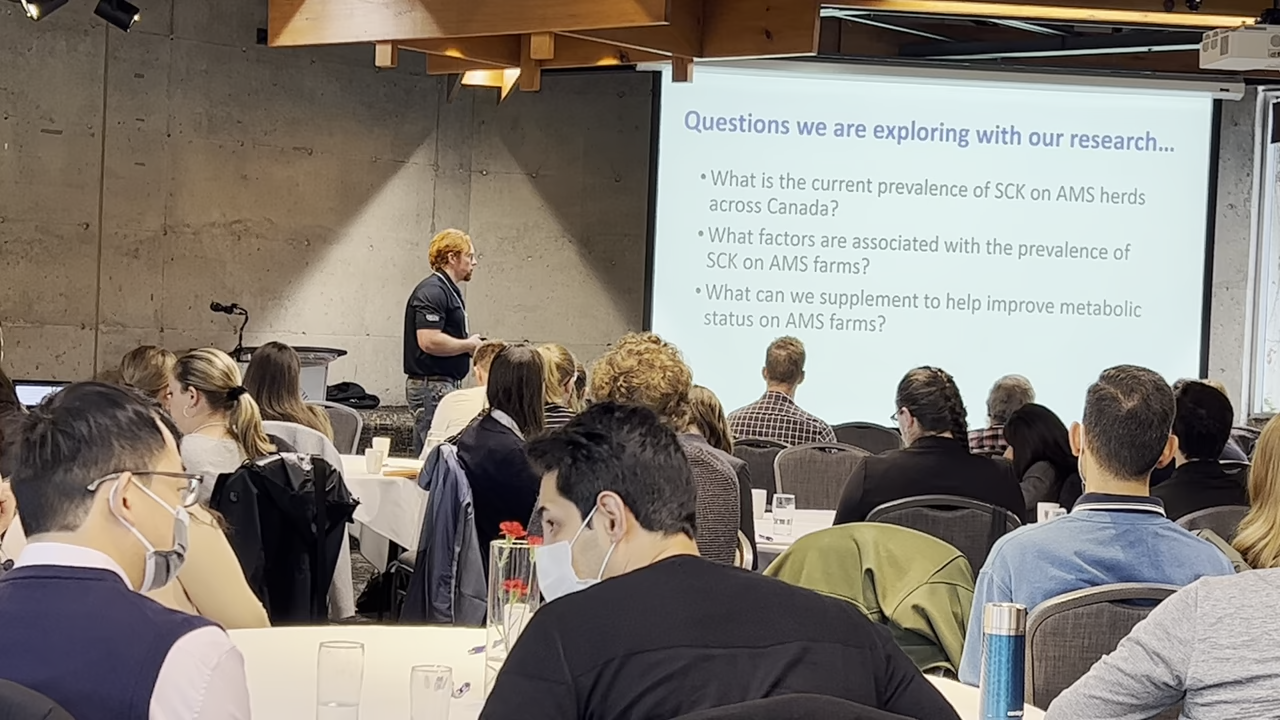 Questions we are exploring with our research...
• What is the current prevalence of SCK on AMS herds
across Canada?
• What factors are associated with the prevalence of
SCK on AMS farms?
• What can we supplement to help improve metabolic
status on AMS farms?